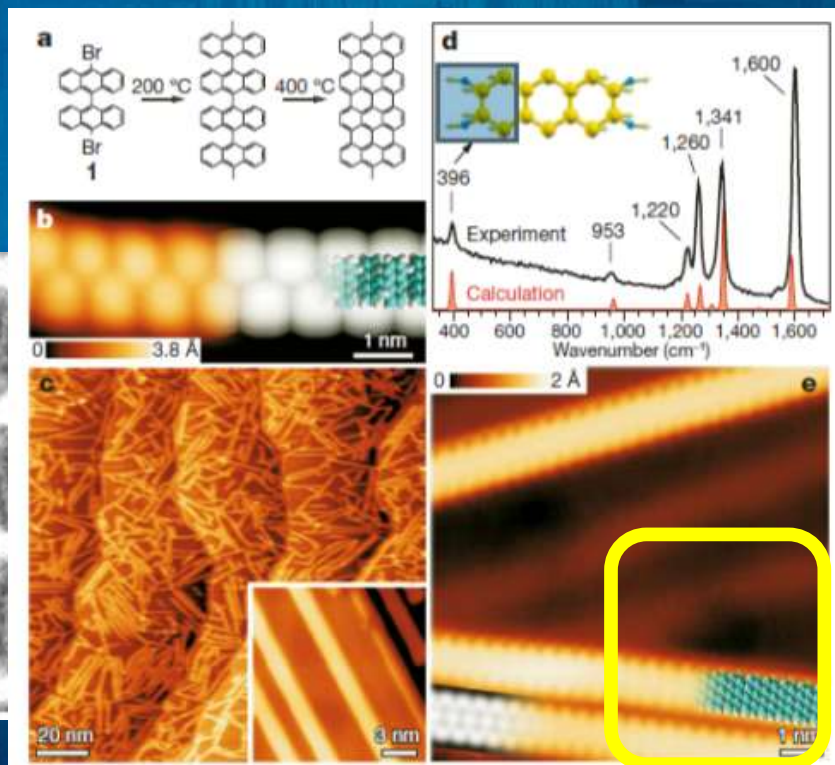 a
Br
200 ºC
400 ºC
Br
1
b
0
3.8 Å
1 nm
c
20 nm
3 nm
d
1,600
1,341
1,260
396
1,220
953
Experiment
Calculation
400
600
800
1,000
1,200
1,400
1,600
Wavenumber (cm⁻¹)
0
2 Å
e
1 nm